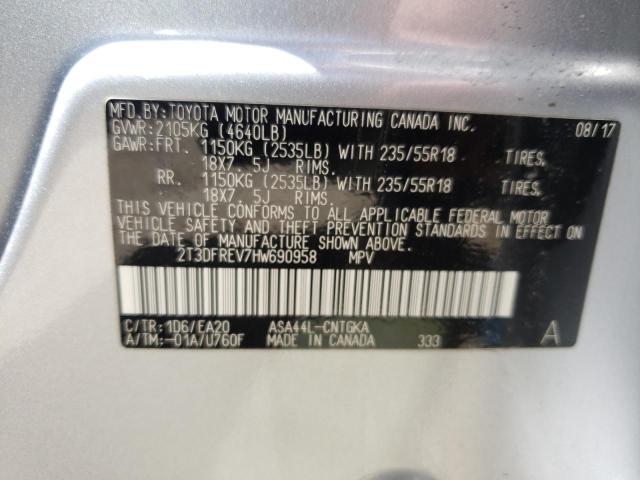 MFD.BY:TOYOTA MOTOR MANUFACTURING CANADA INC. 08/17
GVWR:2105KG (4640LB)
GAWR:FRT. 1150KG (2535LB) WITH 235/55R18 TIRES,
18X7. 5J RIMS.
RR. 1150KG (2535LB) WITH 235/55R18 TIRES,
18X7. 5J RIMS.
THIS VEHICLE CONFORMS TO ALL APPLICABLE FEDERAL MOTOR
VEHICLE SAFETY AND THEFT PREVENTION STANDARDS IN EFFECT
ON THE DATE OF MANUFACTURE SHOWN ABOVE.
2T3DFREV7HW690958 MPV
C/TR:1D6/EA20 ASA44L-CNTGKA A
A/TM:-01A/U760F MADE IN CANADA 333